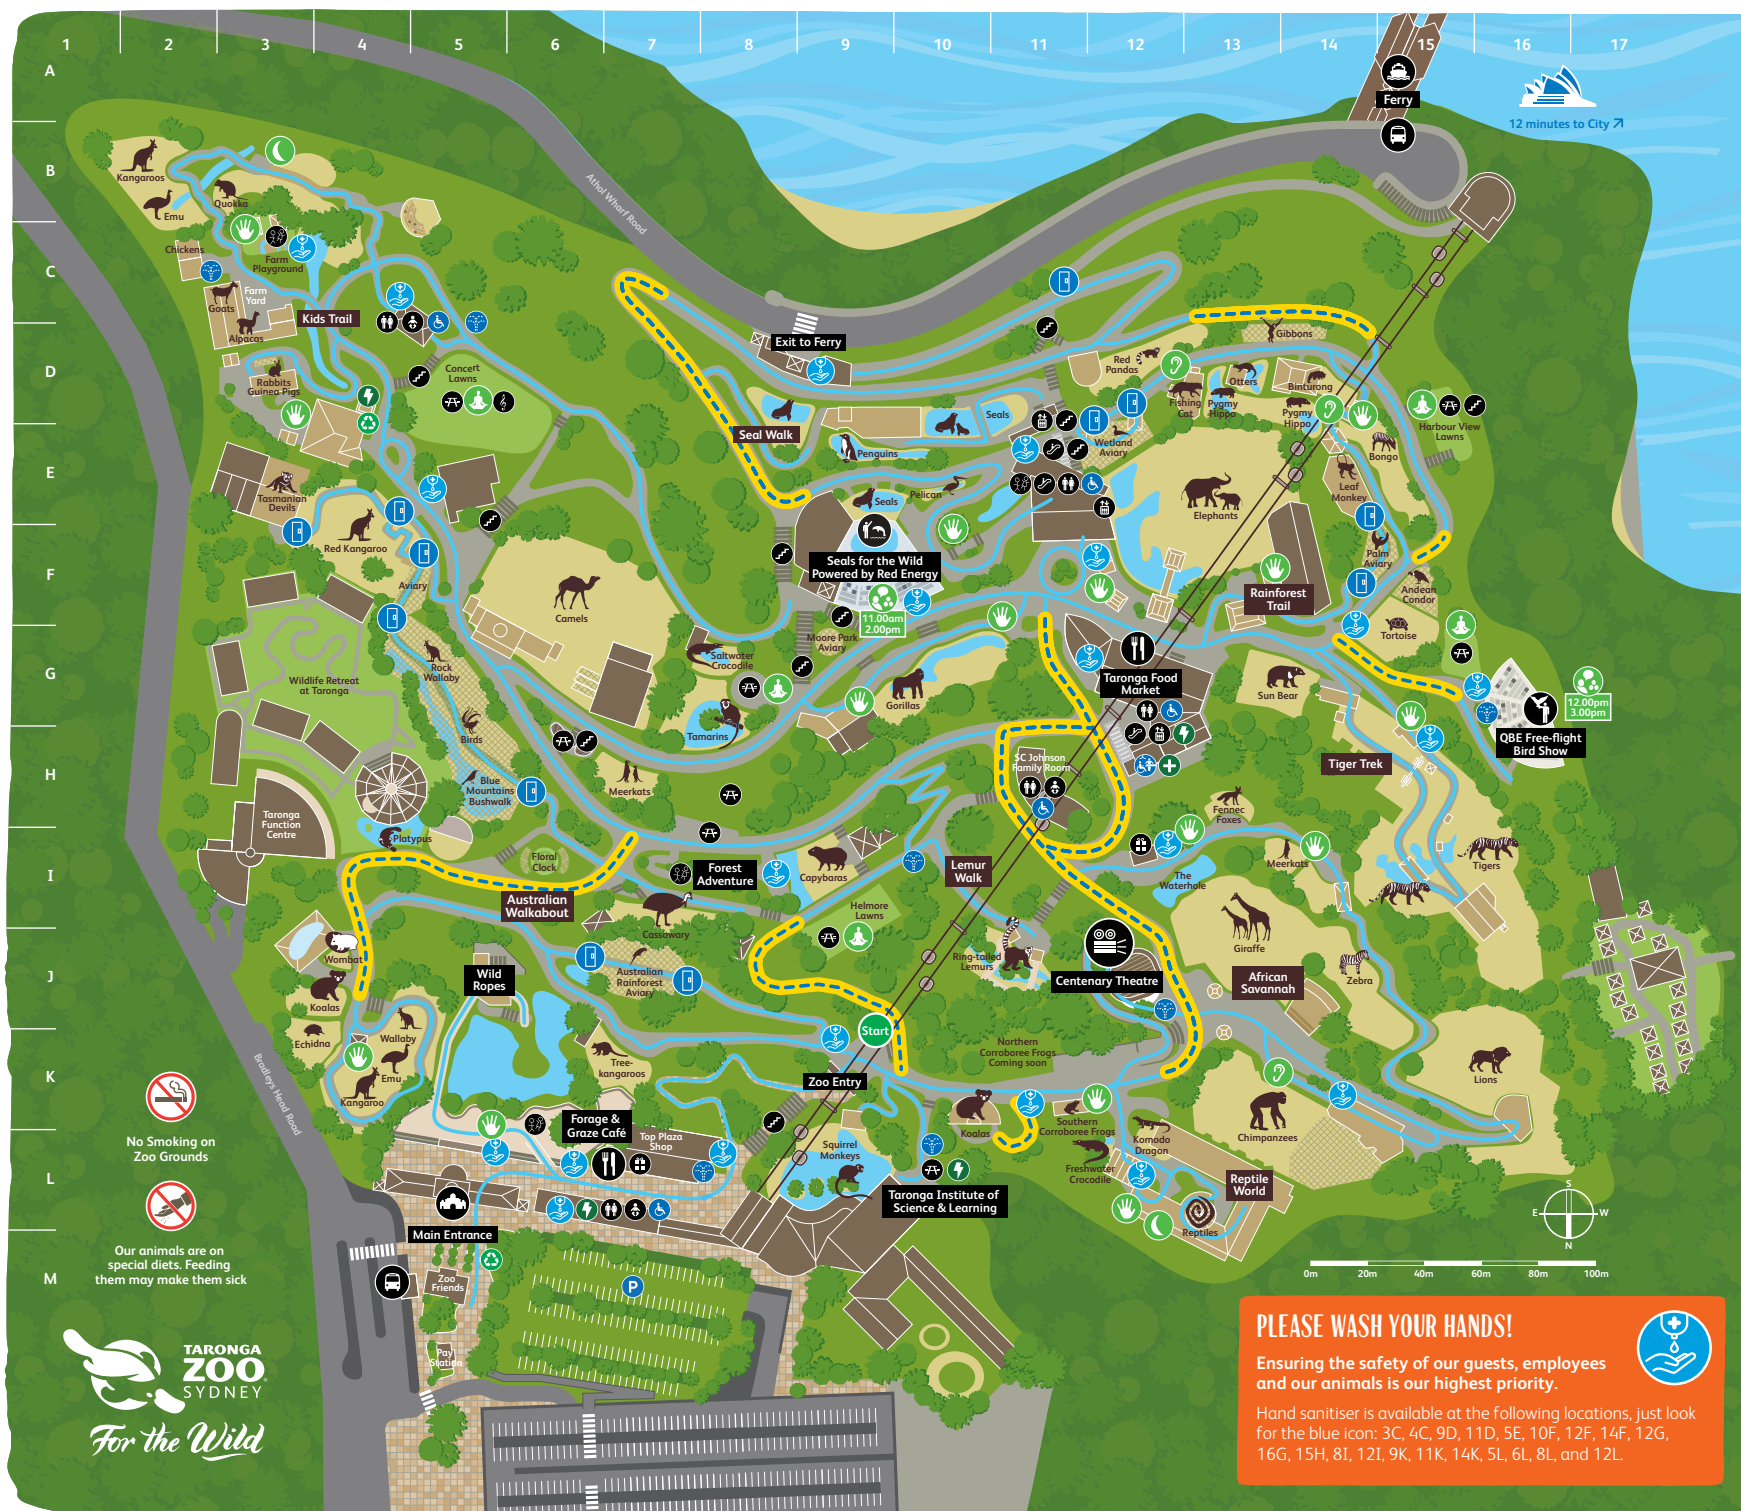 1
2
3
4
5
6
7
8
9
10
11
12
13
14
15
16
17
A
B
C
D
E
F
G
H
I
J
K
L
M
Ferry
12 minutes to City
Athol Wharf Road
Kangaroos
Emu
Quokka
Chickens
Farm
Playground
Farm
Yard
Goats
Alpacas
Kids Trail
Rabbits
Guinea Pigs
Concert
Lawns
Exit to Ferry
Seal Walk
Seals
Penguins
Pelican
Seals
Red
Pandas
Gibbons
Otters
Binturong
Fishing
Cat
Pygmy
Hippo
Pygmy
Hippo
Wetland
Aviary
Harbour View
Lawns
Bongo
Leaf
Monkey
Elephants
Tasmanian
Devils
Red Kangaroo
Aviary
Camels
Seals for the Wild
Powered by Red Energy
11.00am
2.00pm
Palm
Aviary
Andean
Condor
Rainforest
Trail
Tortoise
Moore Park
Aviary
Saltwater
Crocodile
Rock
Wallaby
Wildlife Retreat
at Taronga
Birds
Tamarins
Gorillas
Taronga Food
Market
Sun Bear
12.00pm
3.00pm
QBE Free-flight
Bird Show
Tiger Trek
SC Johnson
Family Room
Blue
Mountains
Bushwalk
Meerkats
Taronga
Function
Centre
Platypus
Floral
Clock
Fennec
Foxes
Meerkats
Tigers
Forest
Adventure
Capybaras
Lemur
Walk
The
Waterhole
Australian
Walkabout
Helmore
Lawns
Cassowary
Giraffe
Wombat
Koalas
Wild
Ropes
Australian
Rainforest
Aviary
Ring-tailed
Lemurs
Centenary Theatre
African
Savannah
Zebra
Echidna
Wallaby
Emu
Kangaroo
Start
Tree-
kangaroos
Northern
Corroboree Frogs
Coming soon
Zoo Entry
Lions
Bradleys Head Road
No Smoking on
Zoo Grounds
Forage &
Graze Café
Top Plaza
Shop
Koalas
Southern
Corroboree Frogs
Komodo
Dragon
Freshwater
Crocodile
Chimpanzees
Squirrel
Monkeys
Taronga Institute of
Science & Learning
Reptile
World
Reptiles
S
E
W
N
Main Entrance
Our animals are on
special diets. Feeding
them may make them sick
Zoo
Friends
P
Pay
Station
0m
20m
40m
60m
80m
100m
TARONGA
ZOO
SYDNEY
For the Wild
PLEASE WASH YOUR HANDS!
Ensuring the safety of our guests, employees
and our animals is our highest priority.
Hand sanitiser is available at the following locations, just look
for the blue icon: 3C, 4C, 9D, 11D, 5E, 10F, 12F, 14F, 12G,
16G, 15H, 8I, 12I, 9K, 11K, 14K, 5L, 6L, 8L, and 12L.